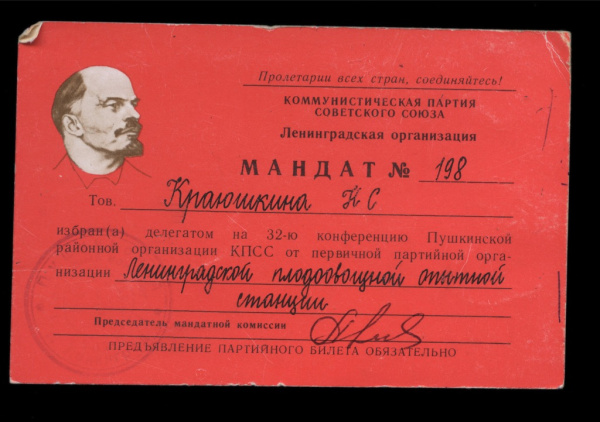 Пролетарии всех стран, соединяйтесь!
КОММУНИСТИЧЕСКАЯ ПАРТИЯ
СОВЕТСКОГО СОЮЗА
Ленинградская организация
МАНДАТ № 198
Тов. Краюшкина Н С
избран(а) делегатом на 32-ю конференцию Пушкинской
районной организации КПСС от первичной партийной орга-
низации Ленинградской плодоовощной опытной
станции
Председатель мандатной комиссии
ПРЕДЪЯВЛЕНИЕ ПАРТИЙНОГО БИЛЕТА ОБЯЗАТЕЛЬНО